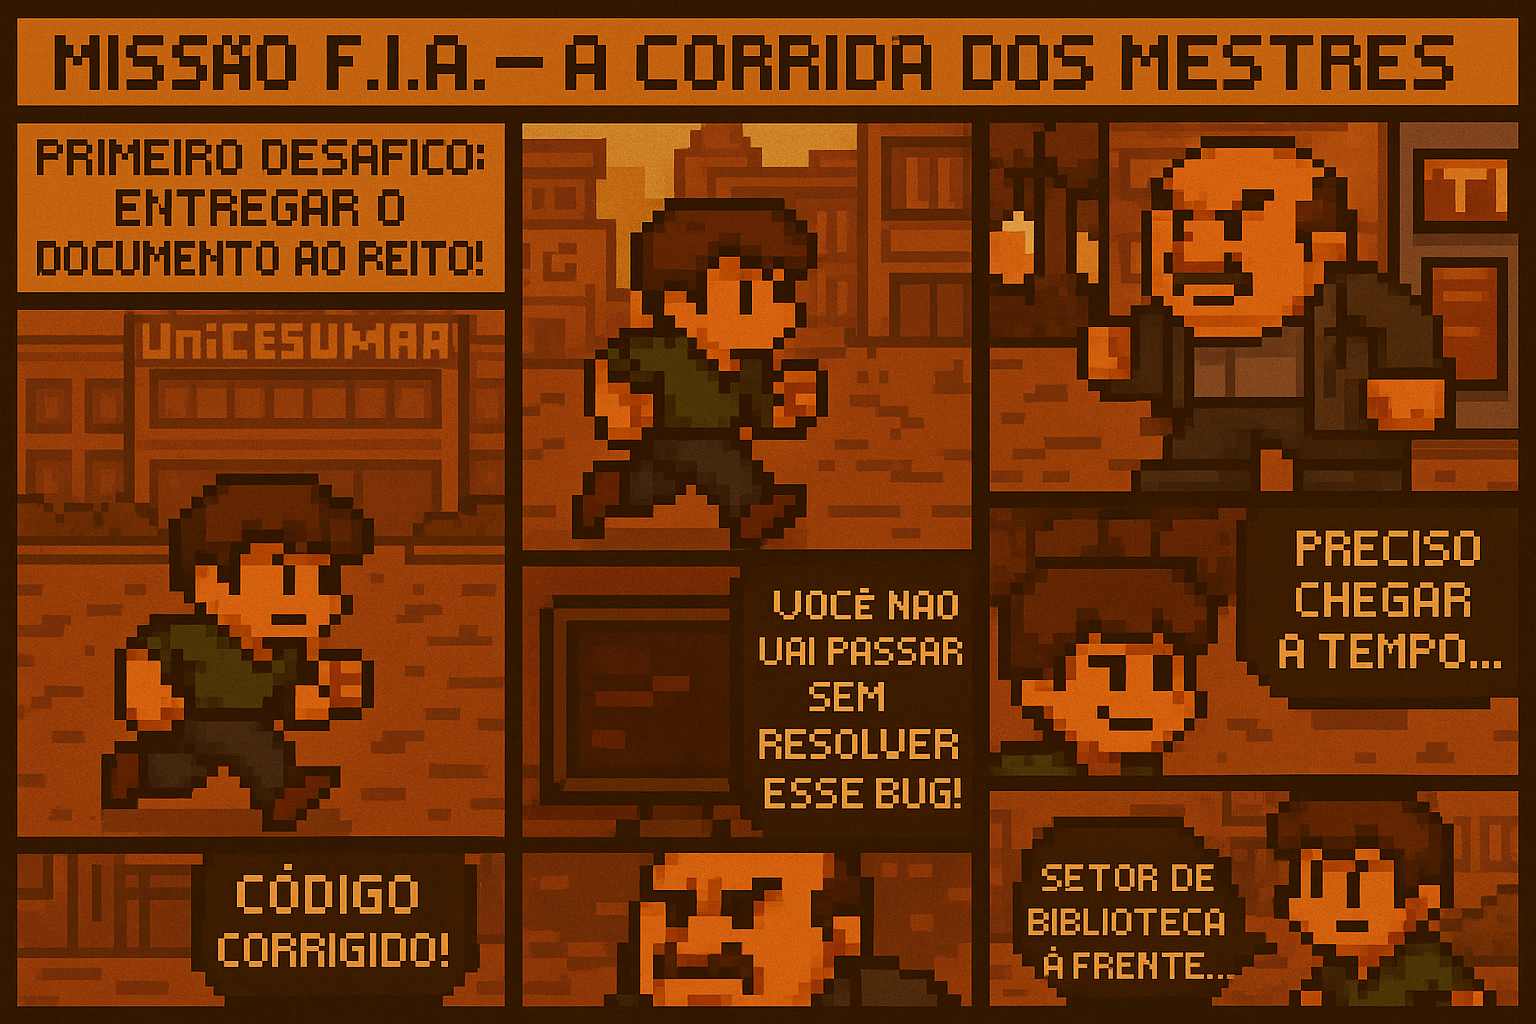 MISSÃO F.I.A. — A CORRIDA DOS MESTRES
PRIMEIRO DESAFICO:
ENTREGAR O
DOCUMENTO AO REITO!
UniCESUMAR
VOCÊ NAO
VAI PASSAR
SEM
RESOLVER
ESSE BUG!
CÓDIGO
CORRIGIDO!
TI
PRECISO
CHEGAR
A TEMPO...
SETOR DE
BIBLIOTECA
À FRENTE...